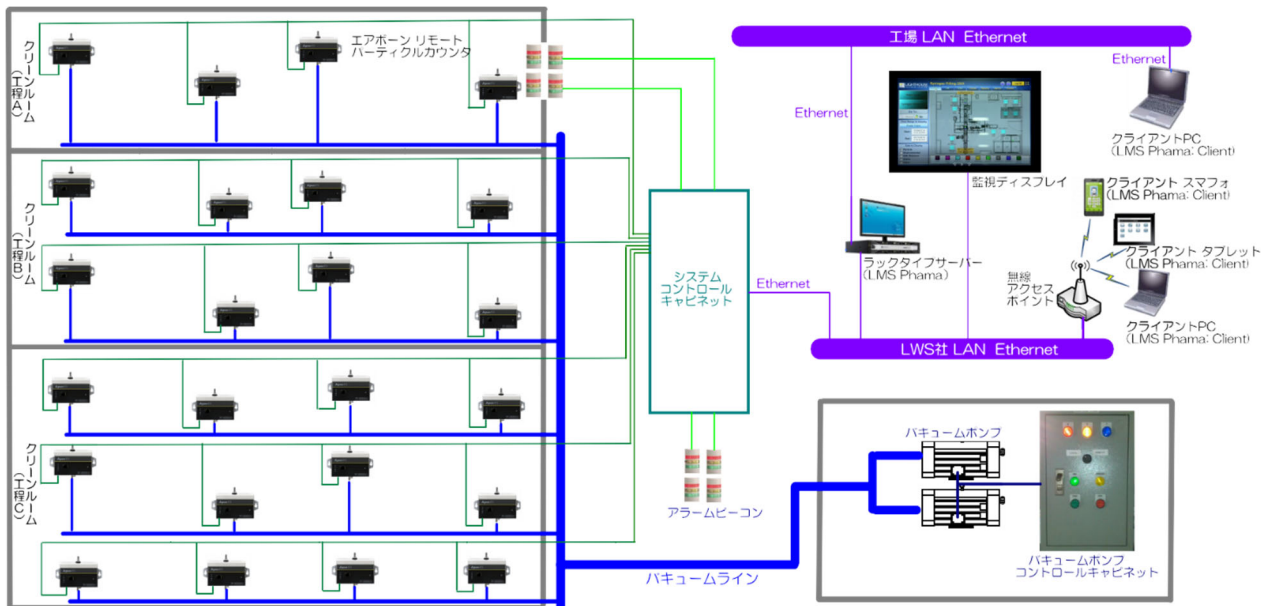 クリーンルーム
(工程A)
エアボーン リモート
パーティクルカウンタ
クリーンルーム
(工程B)
クリーンルーム
(工程C)
システム
コントロール
キャビネット
アラームビーコン
バキュームライン
工場 LAN Ethernet
Ethernet
Ethernet
クライアントPC
(LMS Phama: Client)
監視ディスプレイ
クライアント スマフォ
(LMS Phama: Client)
ラックタイプサーバー
(LMS Phama)
クライアント タブレット
(LMS Phama: Client)
無線
アクセス
ポイント
クライアントPC
(LMS Phama: Client)
Ethernet
LWS社 LAN Ethernet
バキュームポンプ
バキュームポンプ
コントロールキャビネット